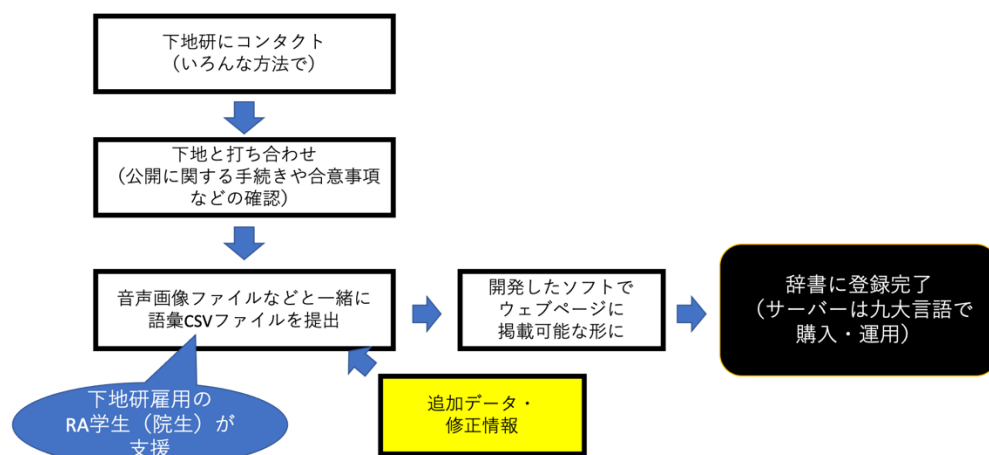 下地研にコンタクト
（いろんな方法で）
下地と打ち合わせ
（公開に関する手続きや合意事項
などの確認）
音声画像ファイルなどと一緒に
語彙CSVファイルを提出
開発したソフトで
ウェブページに
掲載可能な形に
辞書に登録完了
（サーバーは九大言語で
購入・運用）
下地研雇用の
RA学生（院生）が
支援
追加データ・
修正情報